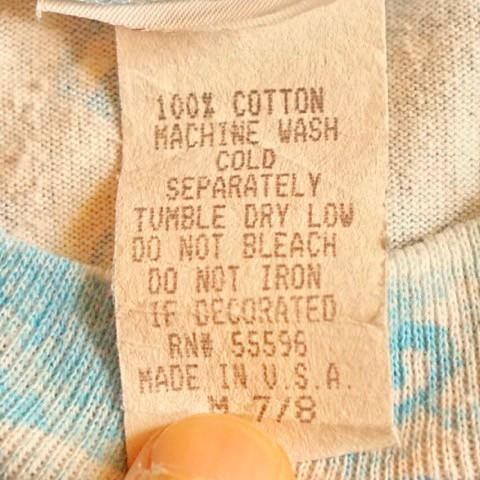 100% COTTON
MACHINE WASH
COLD
SEPARATELY
TUMBLE DRY LOW
DO NOT BLEACH
DO NOT IRON
IF DECORATED
RN# 55596
MADE IN U.S.A.
M 7/8